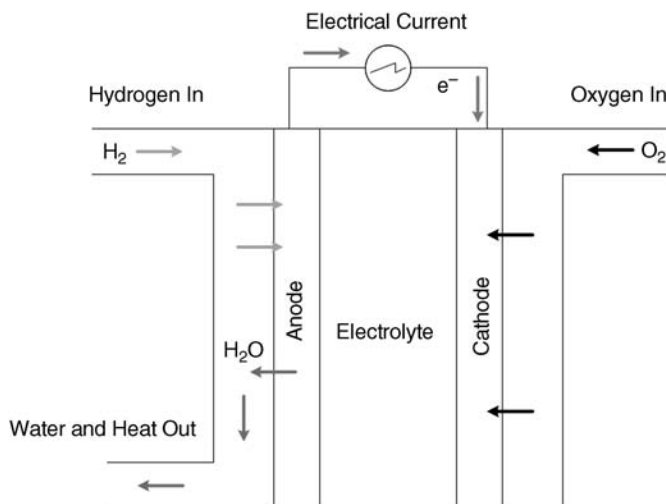 Electrical Current
e⁻
Hydrogen In
Oxygen In
H₂
O₂
Anode
Electrolyte
Cathode
H₂O
Water and Heat Out